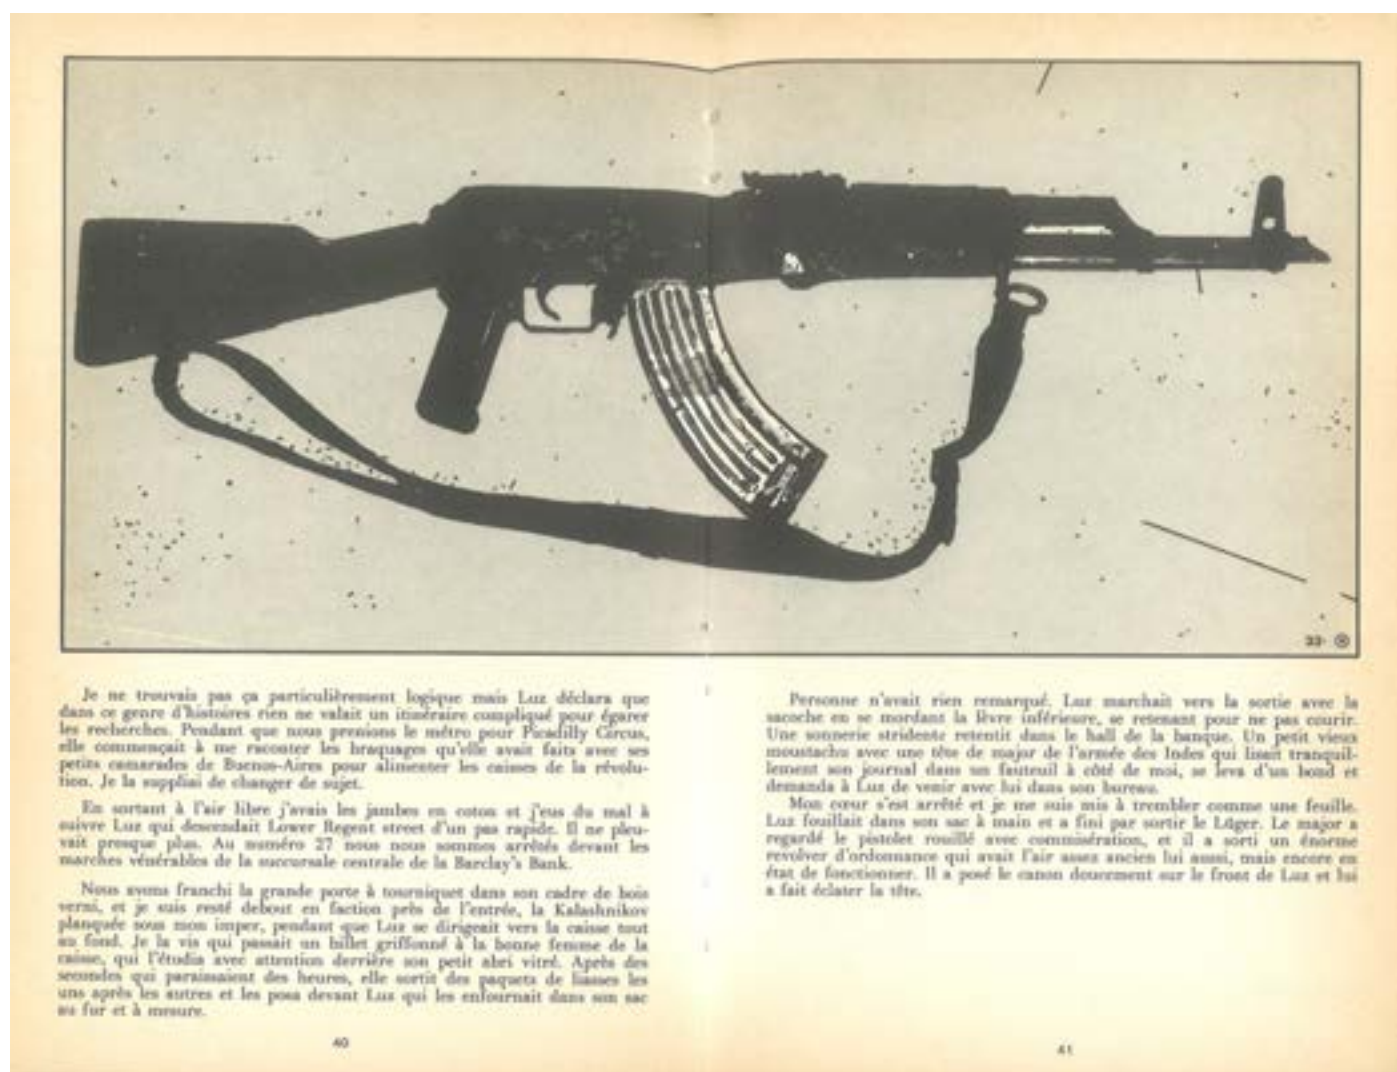 33· ®
Je ne trouvais pas ça particulièrement logique mais Luz déclara que
dans ce genre d'histoires rien ne valait un itinéraire compliqué pour égarer
les recherches. Pendant que nous prenions le métro pour Picadilly Circus,
elle commençait à me raconter les braquages qu'elle avait faits avec ses
petits camarades de Buenos-Aires pour alimenter les caisses de la révolu-
tion. Je la suppliai de changer de sujet.
En sortant à l'air libre j'avais les jambes en coton et j'eus du mal à
suivre Luz qui descendait Lower Regent street d'un pas rapide. Il ne pleu-
vait presque plus. Au numéro 27 nous nous sommes arrêtés devant les
marches vénérables de la succursale centrale de la Barclay's Bank.
Nous avons franchi la grande porte à tourniquet dans son cadre de bois
verni, et je suis resté debout en faction près de l'entrée, la Kalashnikov
planquée sous mon imper, pendant que Luz se dirigeait vers la caisse tout
au fond. Je la vis qui passait un billet griffonné à la bonne femme de la
caisse, qui l'étudia avec attention derrière son petit abri vitré. Après des
secondes qui paraissaient des heures, elle sortit des paquets de liasses les
uns après les autres et les posa devant Luz qui les enfournait dans son sac
au fur et à mesure.
40
Personne n'avait rien remarqué. Luz marchait vers la sortie avec la
sacoche en se mordant la lèvre inférieure, se retenant pour ne pas courir.
Une sonnerie stridente retentit dans le hall de la banque. Un petit vieux
moustachu avec une tête de major de l'armée des Indes qui lisait tranquil-
lement son journal dans un fauteuil à côté de moi, se leva d'un bond et
demanda à Luz de venir avec lui dans son bureau.
Mon cœur s'est arrêté et je me suis mis à trembler comme une feuille.
Luz fouillait dans son sac à main et a fini par sortir le Lüger. Le major a
regardé le pistolet rouillé avec commisération, et il a sorti un énorme
revolver d'ordonnance qui avait l'air assez ancien lui aussi, mais encore en
état de fonctionner. Il a posé le canon doucement sur le front de Luz et lui
a fait éclater la tête.
41